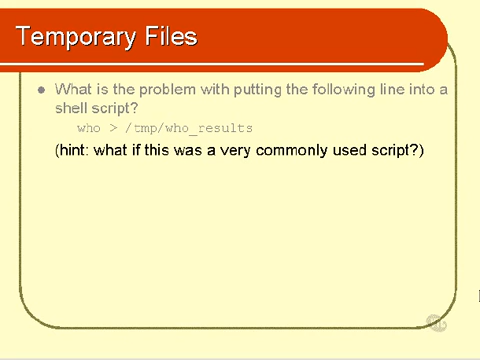 Temporary Files
What is the problem with putting the following line into a
shell script?
who > /tmp/who_results
(hint: what if this was a very commonly used script?)